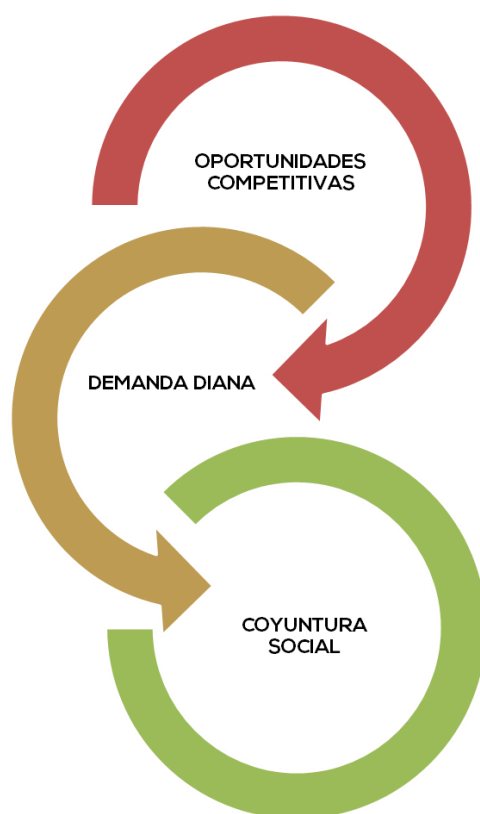 OPORTUNIDADES
COMPETITIVAS
DEMANDA DIANA
COYUNTURA
SOCIAL